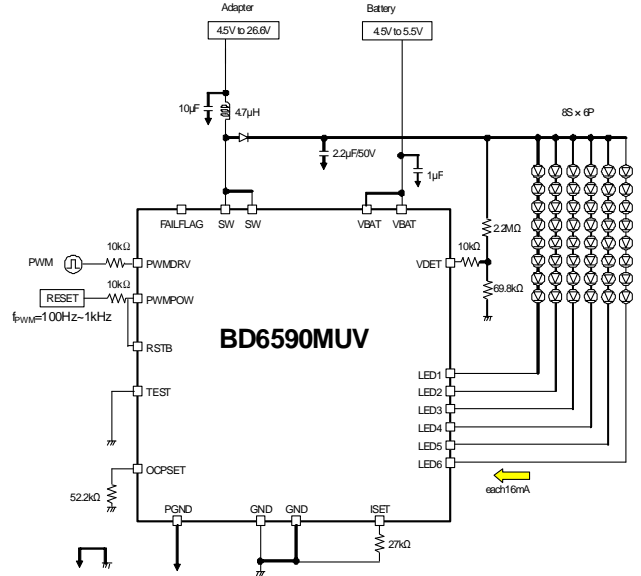 Adapter
Battery
4.5V to 26.6V
4.5V to 5.5V
10µF
4.7µH
8S × 6P
2.2µF/50V
1µF
FAILFLAG
SW
SW
VBAT
VBAT
2.2MΩ
PWM
10kΩ
PWMDRV
VDET
10kΩ
RESET
10kΩ
PWMPOW
69.8kΩ
fPWM=100Hz~1kHz
BD6590MUV
RSTB
LED1
TEST
LED2
LED3
LED4
LED5
OCPSET
LED6
52.2kΩ
each16mA
PGND
GND
GND
ISET
27kΩ